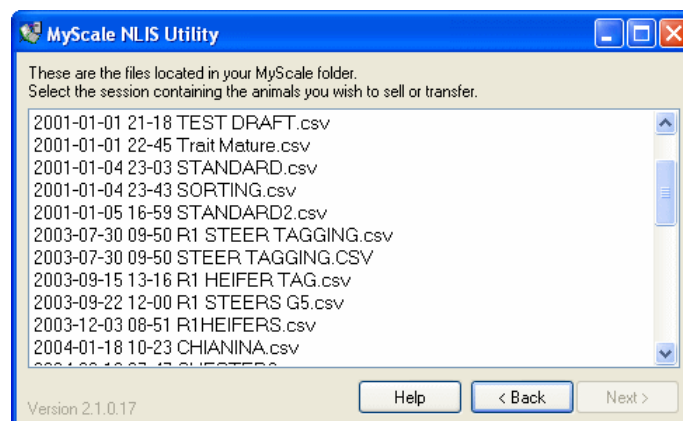 MyScale NLIS Utility
These are the files located in your MyScale folder.
Select the session containing the animals you wish to sell or transfer.
2001-01-01 21-18 TEST DRAFT.csv
2001-01-01 22-45 Trait Mature.csv
2001-01-04 23-03 STANDARD.csv
2001-01-04 23-43 SORTING.csv
2001-01-05 16-59 STANDARD2.csv
2003-07-30 09-50 R1 STEER TAGGING.csv
2003-07-30 09-50 STEER TAGGING.CSV
2003-09-15 13-16 R1 HEIFER TAG.csv
2003-09-22 12-00 R1 STEERS G5.csv
2003-12-03 08-51 R1HEIFERS.csv
2004-01-18 10-23 CHIANINA.csv
Version 2.1.0.17
Help
< Back
Next >